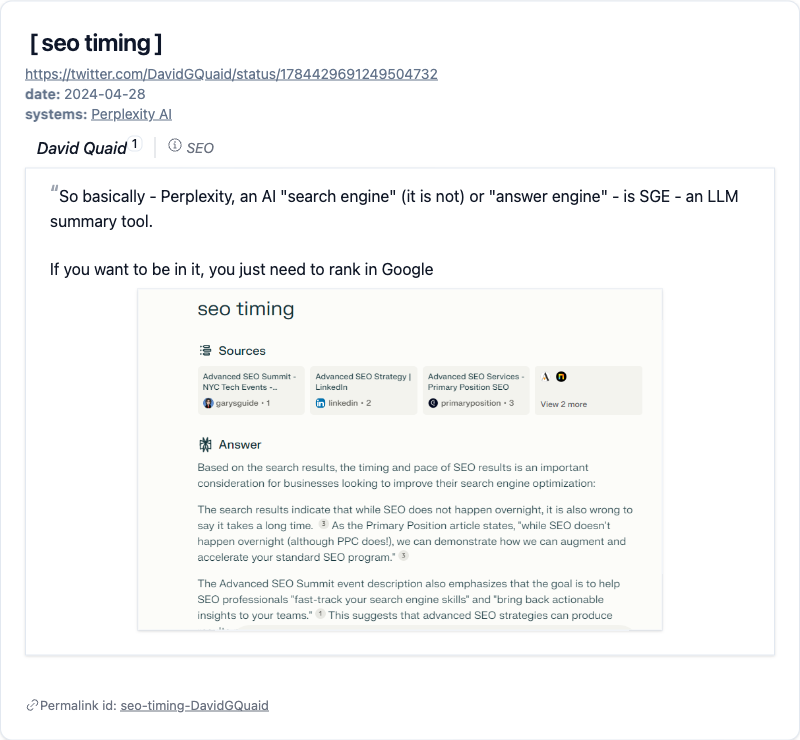 [ seo timing ]
https://twitter.com/DavidGQuaid/status/1784429691249504732
date: 2024-04-28
systems: Perplexity AI
David Quaid 1
SEO
“So basically - Perplexity, an AI "search engine" (it is not) or "answer engine" - is SGE - an LLM
summary tool.
If you want to be in it, you just need to rank in Google
seo timing
Sources
Advanced SEO Summit -
NYC Tech Events -...
garysguide • 1
Advanced SEO Strategy |
LinkedIn
linkedin • 2
Advanced SEO Services -
Primary Position SEO
primaryposition • 3
View 2 more
Answer
Based on the search results, the timing and pace of SEO results is an important
consideration for businesses looking to improve their search engine optimization:
The search results indicate that while SEO does not happen overnight, it is also wrong to
say it takes a long time. 3 As the Primary Position article states, "while SEO doesn't
happen overnight (although PPC does!), we can demonstrate how we can augment and
accelerate your standard SEO program." 3
The Advanced SEO Summit event description also emphasizes that the goal is to help
SEO professionals "fast-track your search engine skills" and "bring back actionable
insights to your teams." 1 This suggests that advanced SEO strategies can produce
Permalink id: seo-timing-DavidGQuaid